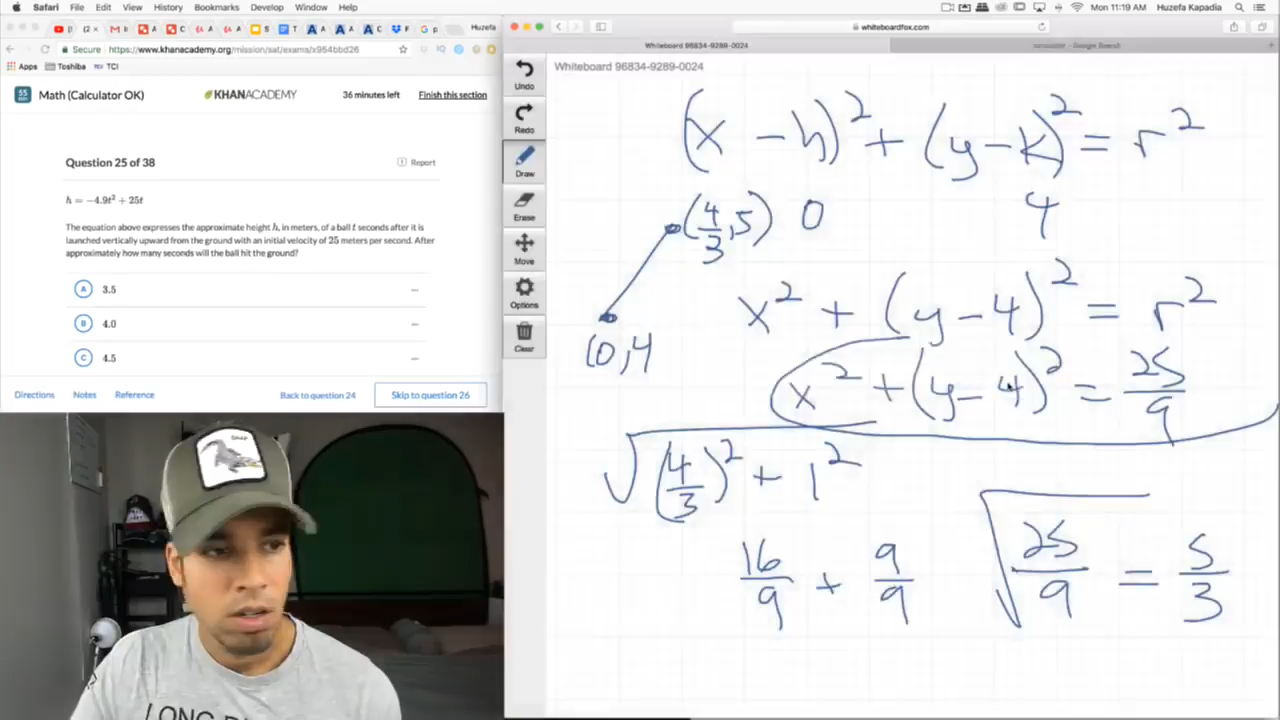 Safari File Edit View History Bookmarks Develop Window Help
Mon 11:19 AM Huzefa Kapadia
Huzefa
Secure https://www.khanacademy.org/mission/sat/exams/x954bbd26
Apps Toshiba TCI
Math (Calculator OK) KHANACADEMY 36 minutes left Finish this section
Question 25 of 38 Report
h = −4.9t² + 25t
The equation above expresses the approximate height h, in meters, of a ball t seconds after it is
launched vertically upward from the ground with an initial velocity of 25 meters per second. After
approximately how many seconds will the ball hit the ground?
A 3.5
B 4.0
C 4.5
Directions Notes Reference Back to question 24 Skip to question 26
LONG
whiteboardfox.com
Whiteboard 96834-9289-0024
Whiteboard 96834-9289-0024
Undo
Redo
Draw
Erase
Move
Options
Clear
(x − h)² + (y − k)² = r²
(4/3, 5) 0 4
x² + (y − 4)² = r²
(0, 4
x² + (y − 4)² = 25/9
√(4/3)² + 1²
16/9 + 9/9 √25/9 = 5/3